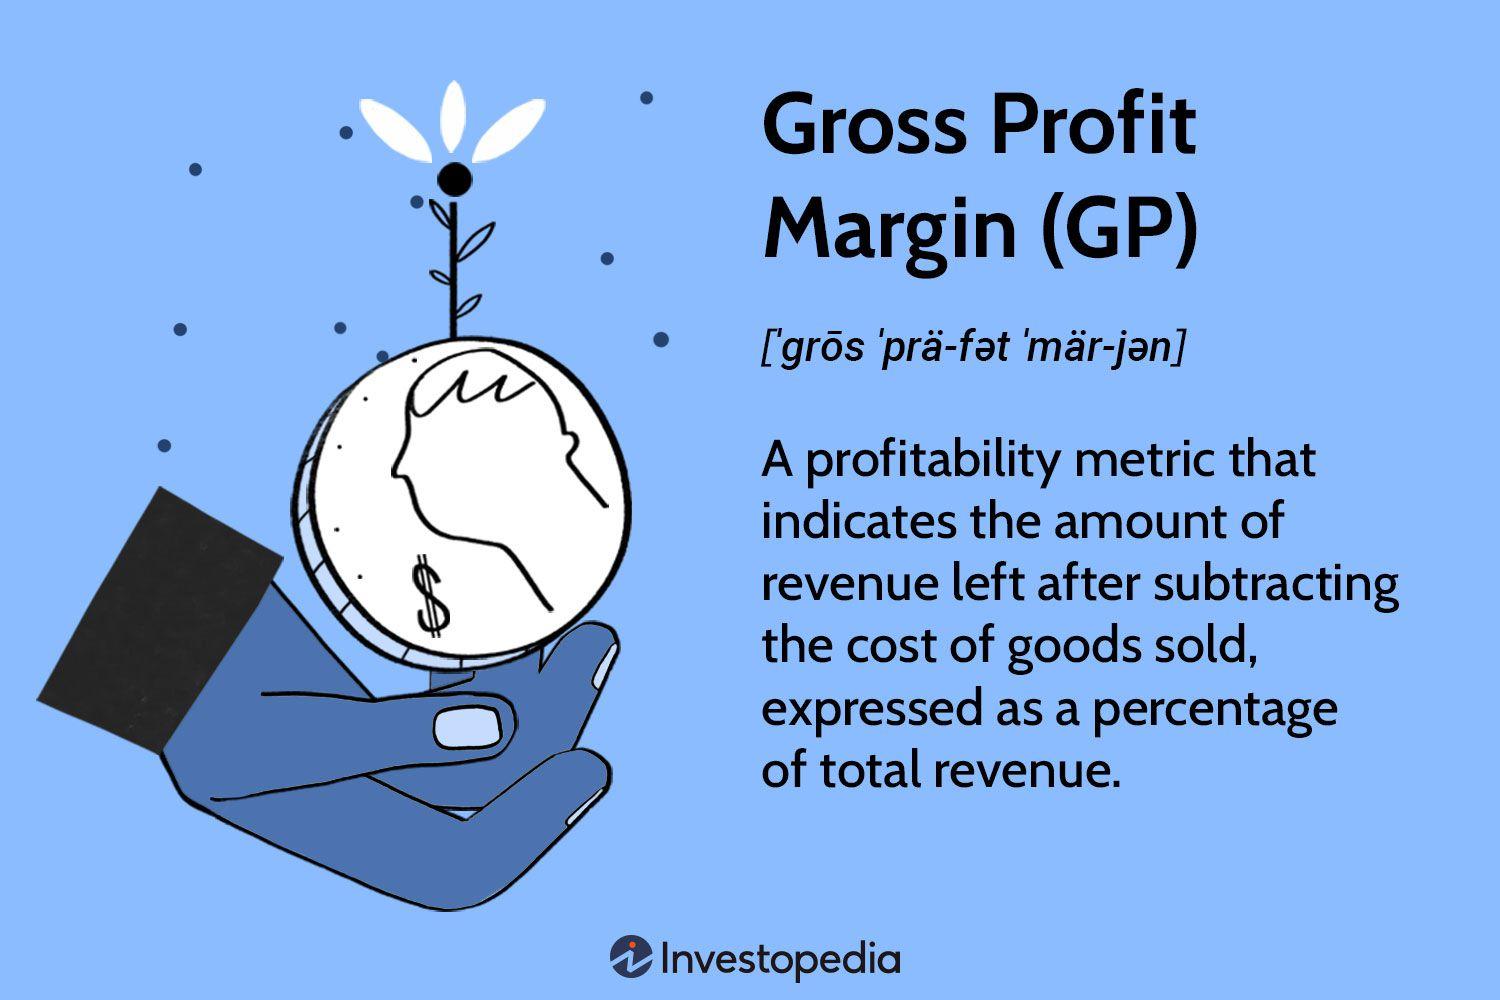 Gross Profit
Margin (GP)
[ˈgrōs ˈprä-fət ˈmär-jən]
A profitability metric that
indicates the amount of
revenue left after subtracting
the cost of goods sold,
expressed as a percentage
of total revenue.
$
Investopedia